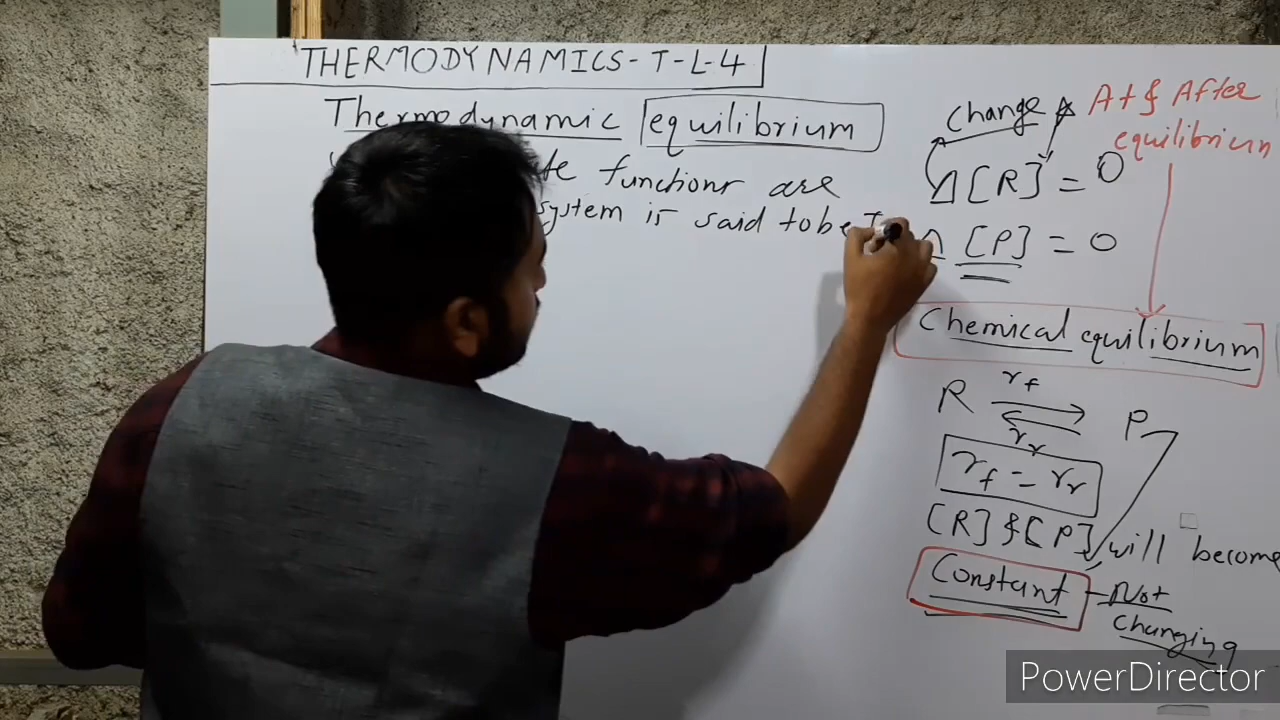 THERMODYNAMICS-T-L-4
Thermodynamic equilibrium
functions are
system is said to be
change
At & After
equilibrium
Δ[R] = 0
[P] = 0
Chemical equilibrium
R ⇌ P
rf
rr
rf = rr
[R] & [P] will become
Constant - Not
changing
PowerDirector